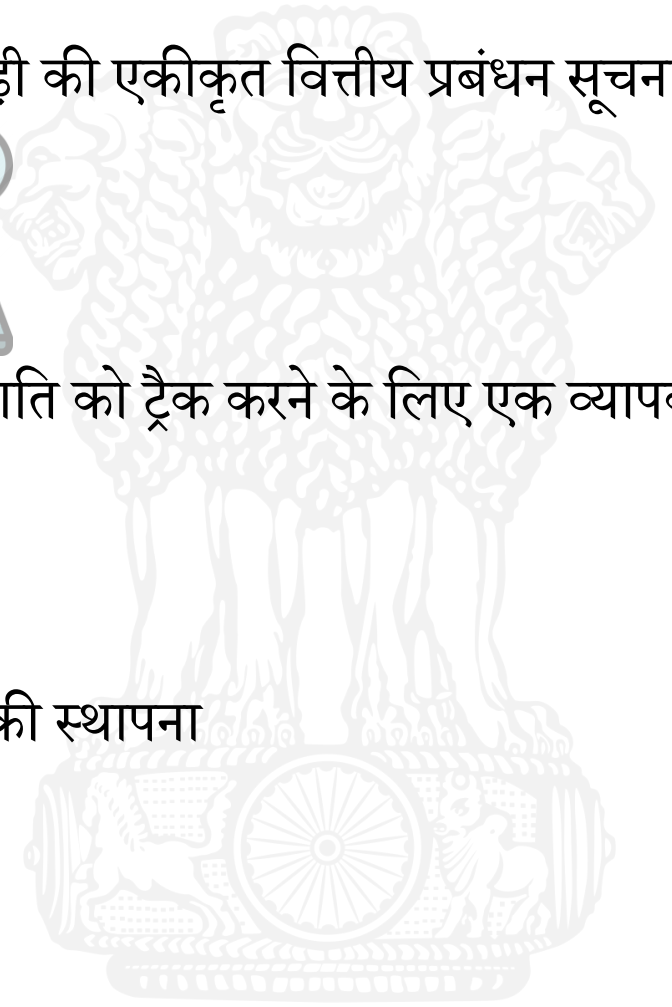 की एकीकृत वित्तीय प्रबंधन सूचना
को ट्रैक करने के लिए एक
की स्थापना